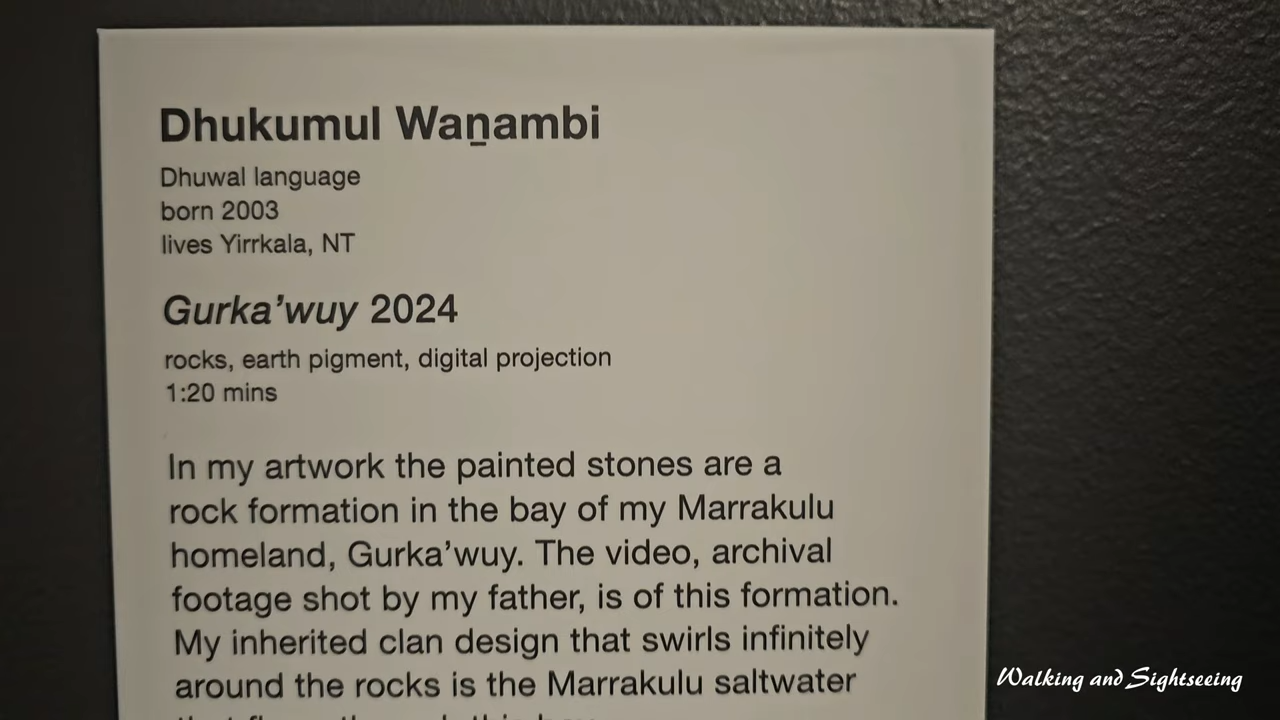 Dhukumul Waṉambi
Dhuwal language
born 2003
lives Yirrkala, NT
Gurka’wuy 2024
rocks, earth pigment, digital projection
1:20 mins
In my artwork the painted stones are a
rock formation in the bay of my Marrakulu
homeland, Gurka’wuy. The video, archival
footage shot by my father, is of this formation.
My inherited clan design that swirls infinitely
around the rocks is the Marrakulu saltwater
Walking and Sightseeing